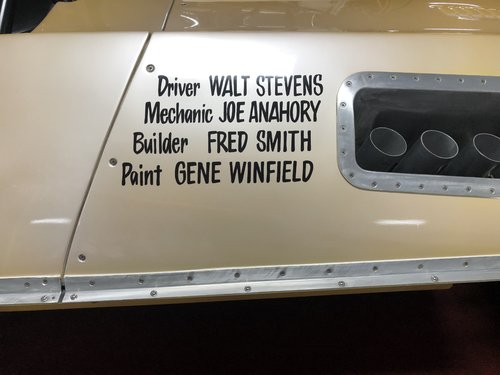 Driver WALT STEVENS
Mechanic JOE ANAHORY
Builder FRED SMITH
Paint GENE WINFIELD